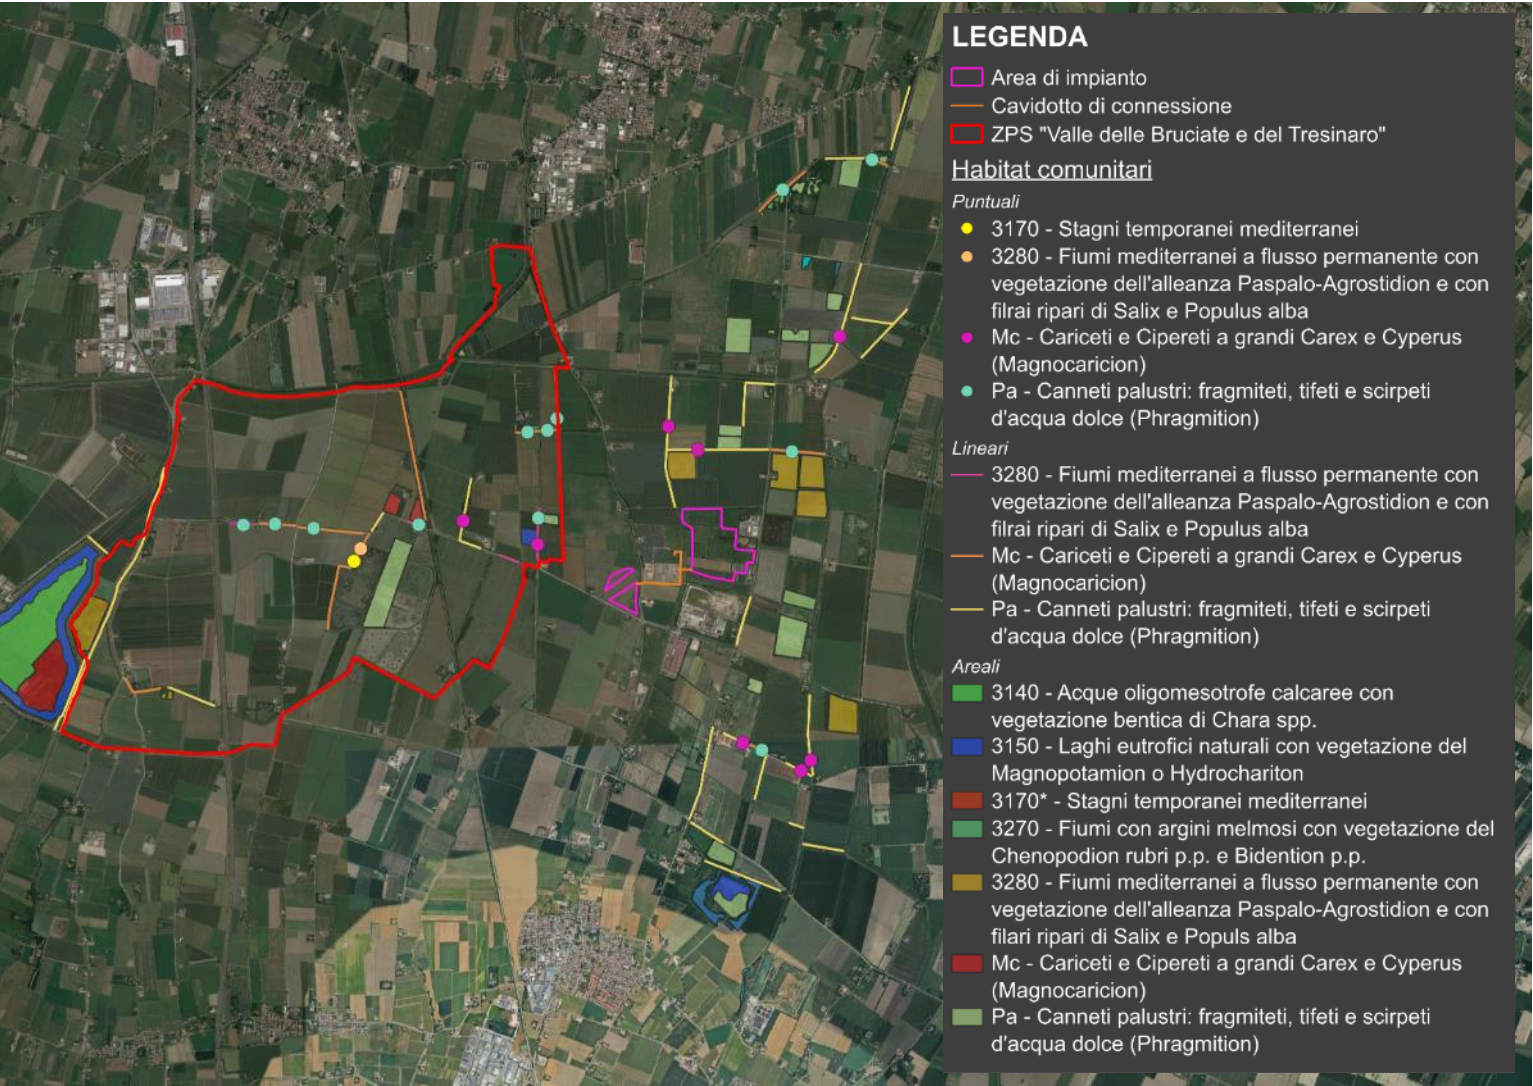 LEGENDA
Area di impianto
Cavidotto di connessione
ZPS "Valle delle Bruciate e del Tresinaro"
Habitat comunitari
Puntuali
3170 - Stagni temporanei mediterranei
3280 - Fiumi mediterranei a flusso permanente con
vegetazione dell'alleanza Paspalo-Agrostidion e con
filrai ripari di Salix e Populus alba
Mc - Cariceti e Cipereti a grandi Carex e Cyperus
(Magnocaricion)
Pa - Canneti palustri: fragmiteti, tifeti e scirpeti
d'acqua dolce (Phragmition)
Lineari
3280 - Fiumi mediterranei a flusso permanente con
vegetazione dell'alleanza Paspalo-Agrostidion e con
filrai ripari di Salix e Populus alba
Mc - Cariceti e Cipereti a grandi Carex e Cyperus
(Magnocaricion)
Pa - Canneti palustri: fragmiteti, tifeti e scirpeti
d'acqua dolce (Phragmition)
Areali
3140 - Acque oligomesotrofe calcaree con
vegetazione bentica di Chara spp.
3150 - Laghi eutrofici naturali con vegetazione del
Magnopotamion o Hydrochariton
3170* - Stagni temporanei mediterranei
3270 - Fiumi con argini melmosi con vegetazione del
Chenopodion rubri p.p. e Bidention p.p.
3280 - Fiumi mediterranei a flusso permanente con
vegetazione dell'alleanza Paspalo-Agrostidion e con
filari ripari di Salix e Populs alba
Mc - Cariceti e Cipereti a grandi Carex e Cyperus
(Magnocaricion)
Pa - Canneti palustri: fragmiteti, tifeti e scirpeti
d'acqua dolce (Phragmition)